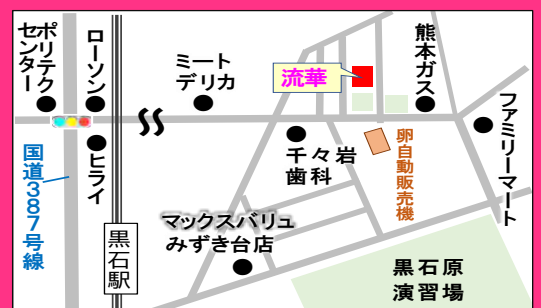 ポリテク
センター
ローソン
ミート
デリカ
流華
熊本ガス
ファミリーマート
国道387号線
ヒライ
千々岩
歯科
卵自動販売機
マックスバリュ
みずき台店
黒石駅
黒石原
演習場